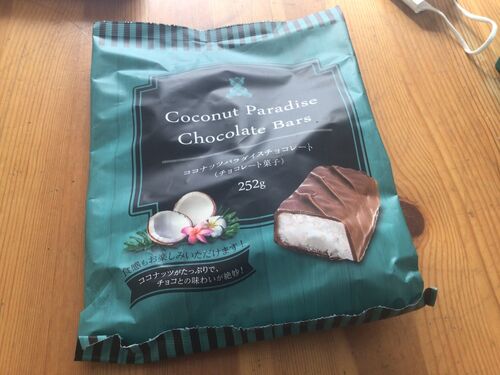 Coconut Paradise
Chocolate Bars
ココナッツパラダイスチョコレート
(チョコレート菓子)
252g
食感もお楽しみいただけます!
ココナッツがたっぷりで、
チョコとの味わいが絶妙!